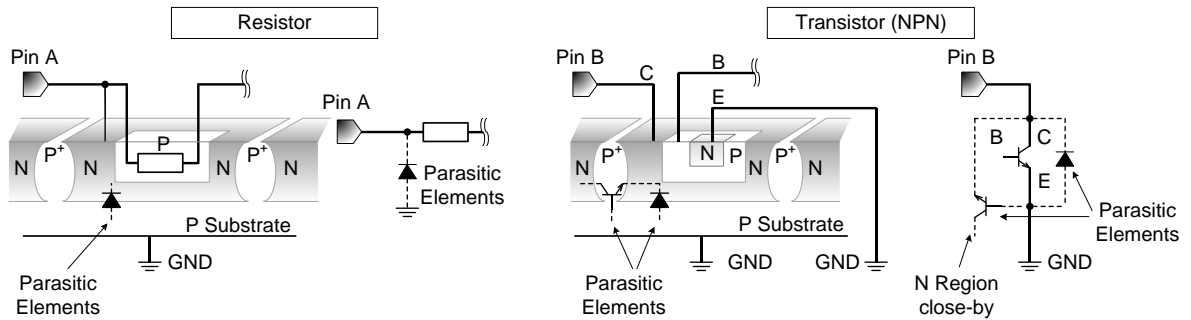 Resistor
Transistor (NPN)
Pin A
Pin B
Pin B
C
B
E
Pin A
N
P+
N
P
N
P+
N
Parasitic
Elements
P Substrate
GND
Parasitic
Elements
N
P+
N
N
P
N
P+
N
P Substrate
GND
GND
Parasitic
Elements
B
C
E
Parasitic
Elements
GND
N Region
close-by